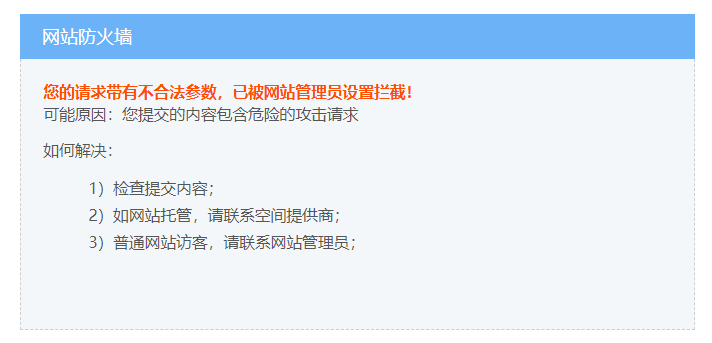 网站防火墙
您的请求带有不合法参数，已被网站管理员设置拦截！
可能原因：您提交的内容包含危险的攻击请求
如何解决：
1）检查提交内容；
2）如网站托管，请联系空间提供商；
3）普通网站访客，请联系网站管理员；